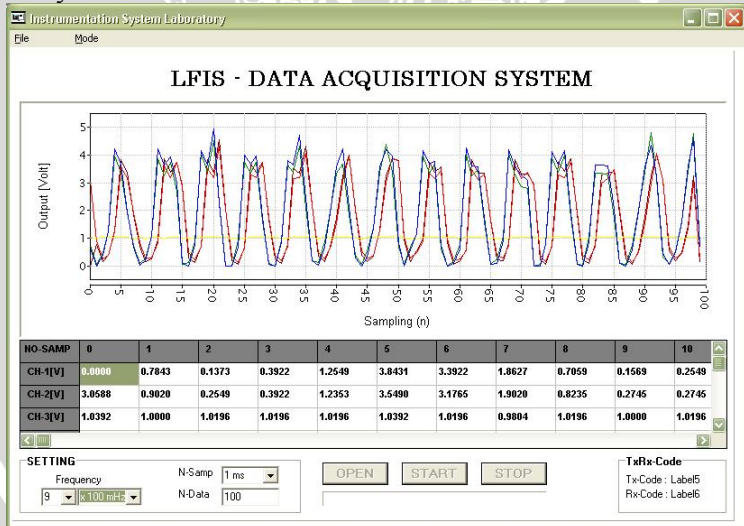 Instrumentation System Laboratory
File Mode
LFIS - DATA ACQUISITION SYSTEM
Output [Volt]
5
4
3
2
1
0
0 5 10 15 20 25 30 35 40 45 50 55 60 65 70 75 80 85 90 95 100
Sampling (n)
NO-SAMP 0 1 2 3 4 5 6 7 8 9 10
CH-1[V] 0.0000 0.7843 0.1373 0.3922 1.2549 3.8431 3.3922 1.8627 0.7059 0.1569 0.2549
CH-2[V] 3.0588 0.9020 0.2549 0.3922 1.2353 3.5490 3.1765 1.9020 0.8235 0.2745 0.2745
CH-3[V] 1.0392 1.0000 1.0196 1.0196 1.0392 1.0196 0.9804 1.0196 1.0000 1.0196
SETTING
Frequency
9 x 100 mHz
N-Samp 1 ms
N-Data 100
OPEN START STOP
TxRx-Code
Tx-Code : Label5
Rx-Code : Label6